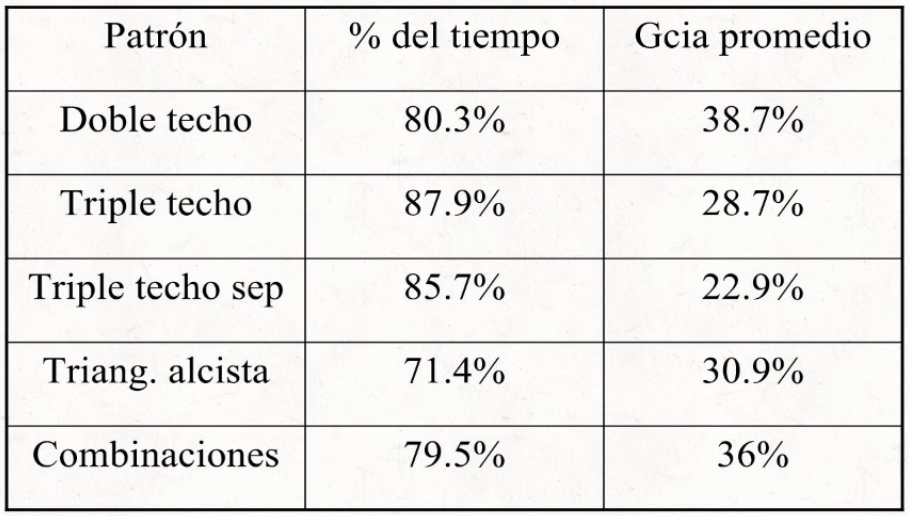 Patrón % del tiempo Gcia promedio
Doble techo 80.3% 38.7%
Triple techo 87.9% 28.7%
Triple techo sep 85.7% 22.9%
Triang. alcista 71.4% 30.9%
Combinaciones 79.5% 36%